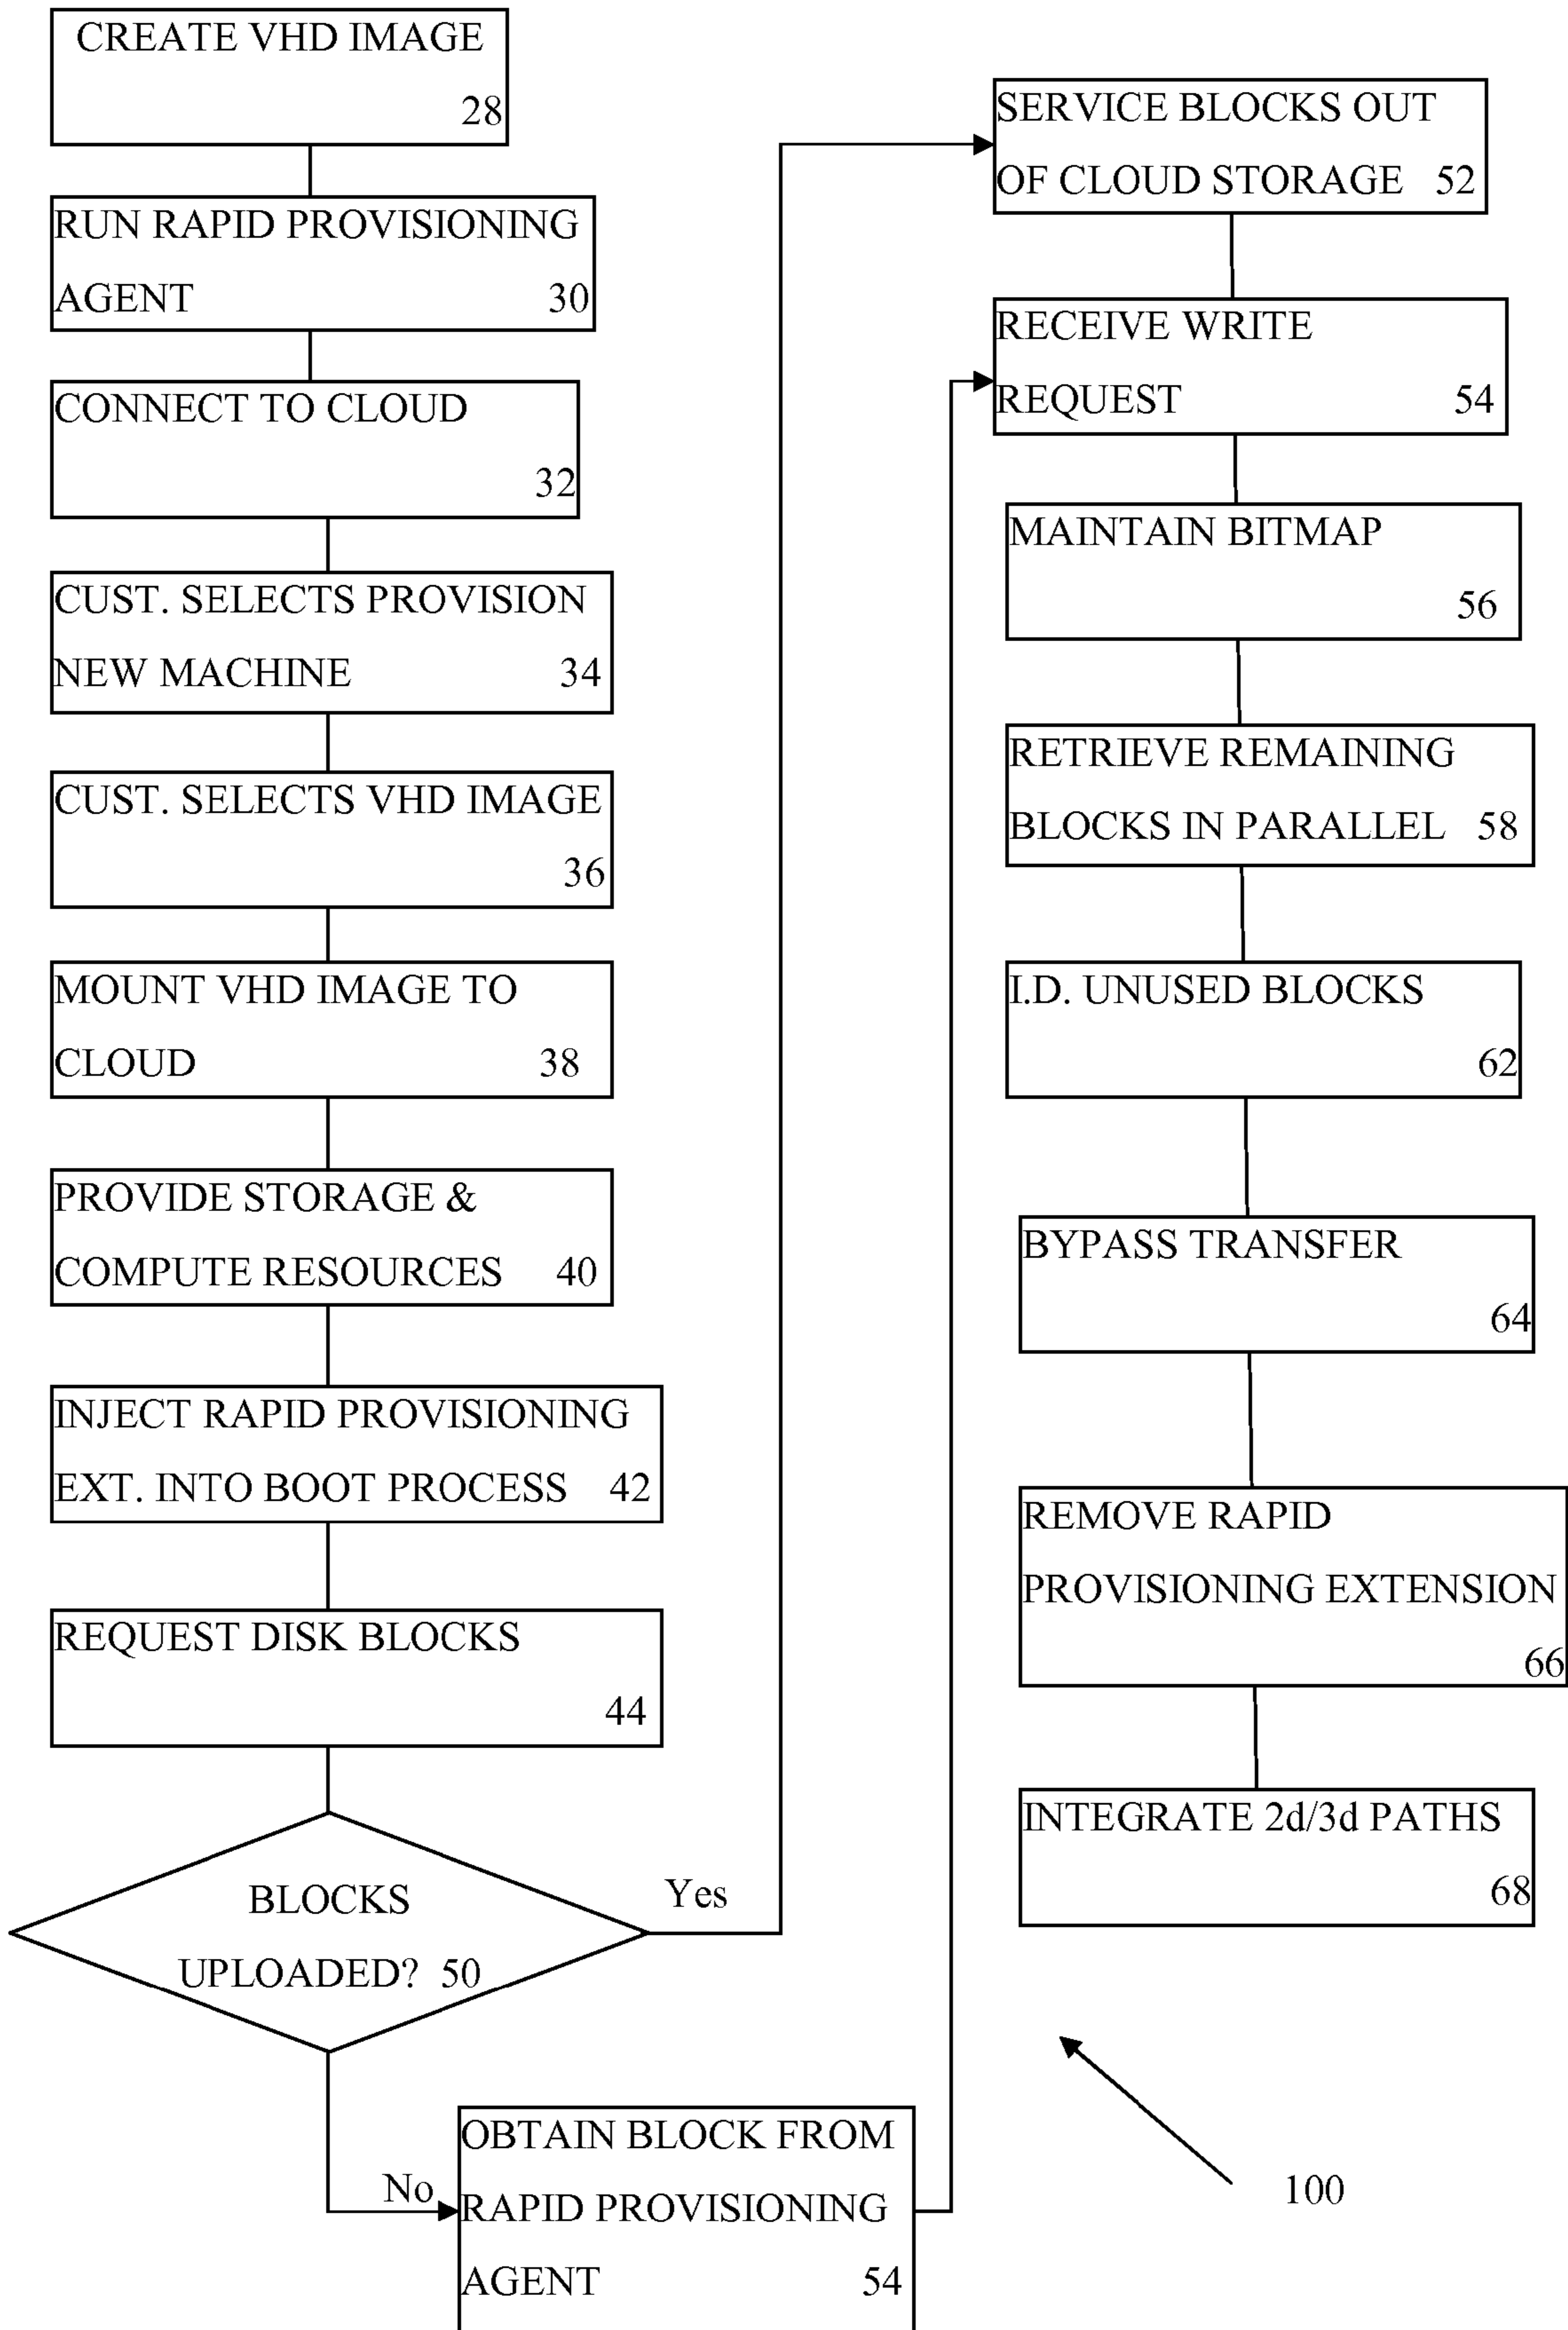 CREATE VHD IMAGE
28
RUN RAPID PROVISIONING
AGENT 30
CONNECT TO CLOUD
32
CUST. SELECTS PROVISION
NEW MACHINE 34
CUST. SELECTS VHD IMAGE
36
MOUNT VHD IMAGE TO
CLOUD 38
PROVIDE STORAGE &
COMPUTE RESOURCES 40
INJECT RAPID PROVISIONING
EXT. INTO BOOT PROCESS 42
REQUEST DISK BLOCKS
44
BLOCKS
UPLOADED? 50
Yes
No
OBTAIN BLOCK FROM
RAPID PROVISIONING
AGENT 54
SERVICE BLOCKS OUT
OF CLOUD STORAGE 52
RECEIVE WRITE
REQUEST 54
MAINTAIN BITMAP
56
RETRIEVE REMAINING
BLOCKS IN PARALLEL 58
I.D. UNUSED BLOCKS
62
BYPASS TRANSFER
64
REMOVE RAPID
PROVISIONING EXTENSION
66
INTEGRATE 2d/3d PATHS
68
100